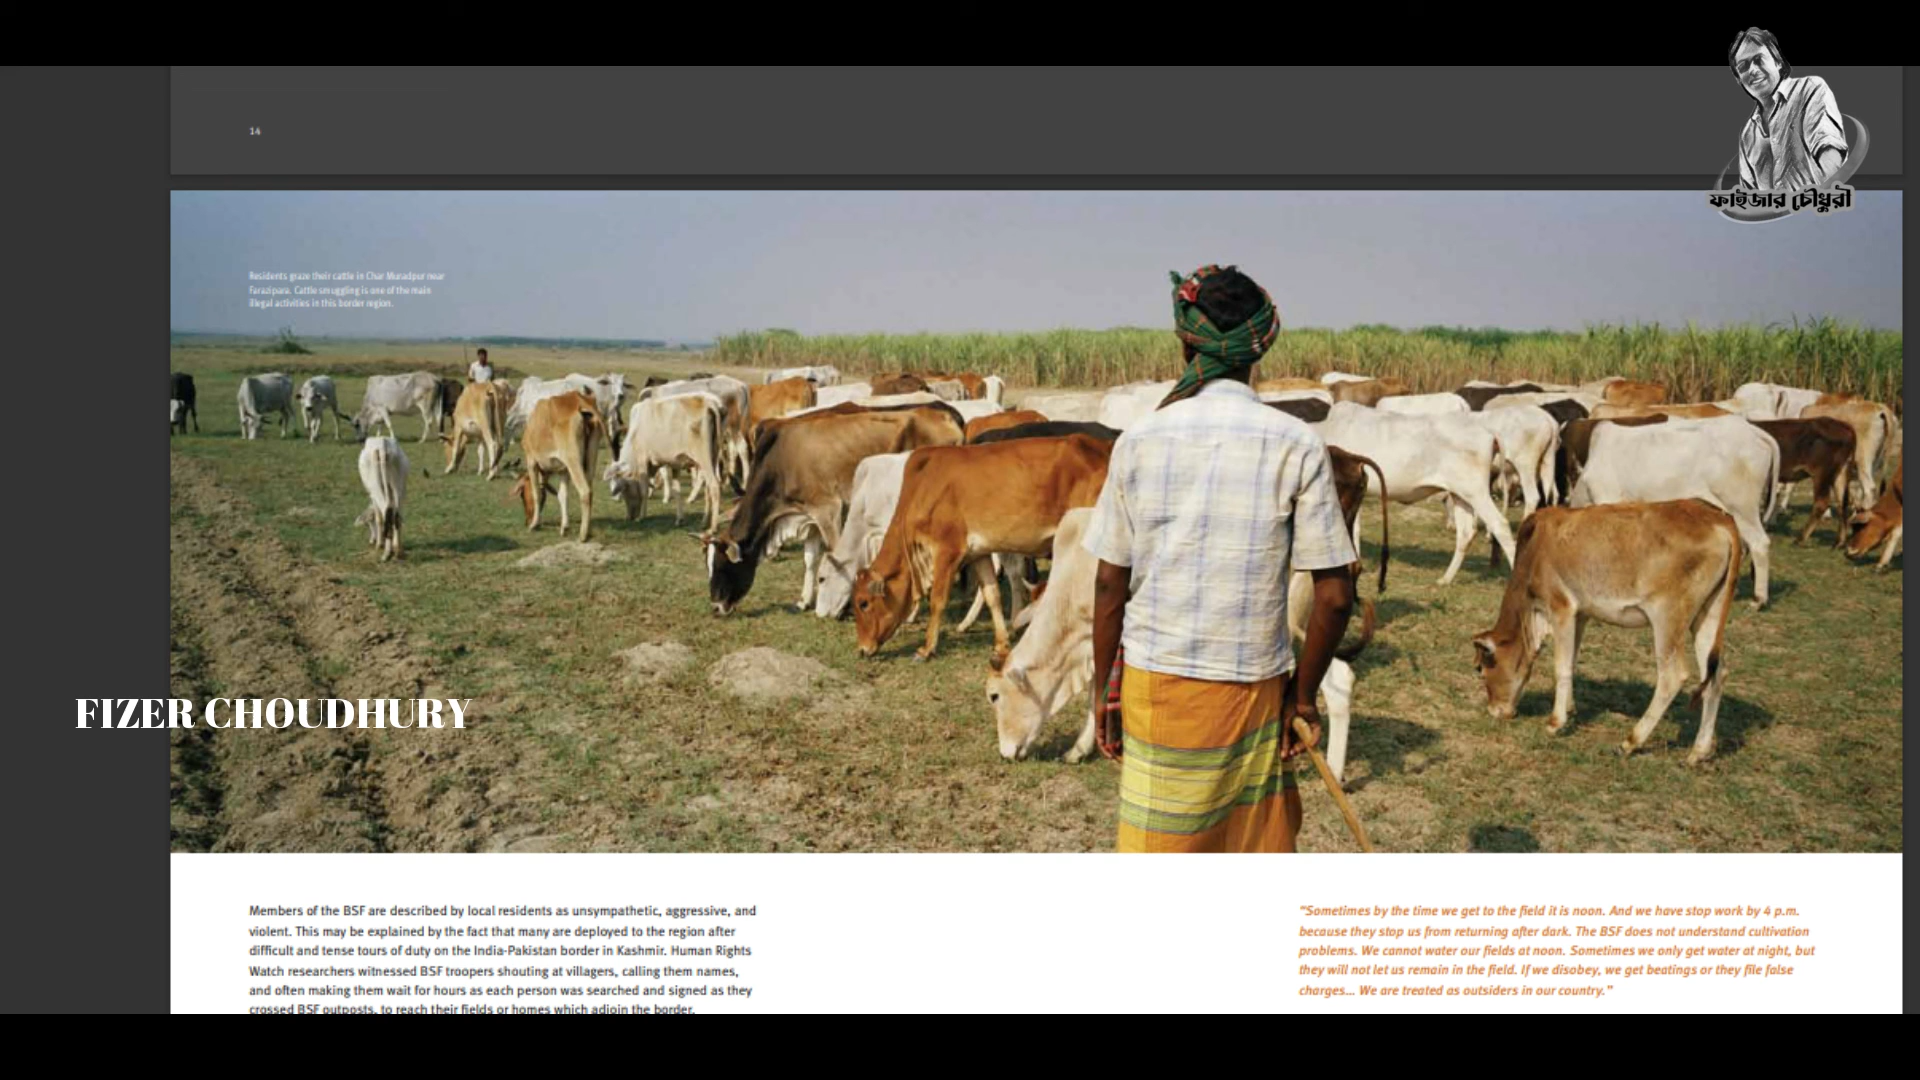 14
ফাইজার চৌধুরী
Residents graze their cattle in Char Muradpur near
Farazipara. Cattle smuggling is one of the main
illegal activities in this border region.
FIZER CHOUDHURY
Members of the BSF are described by local residents as unsympathetic, aggressive, and
violent. This may be explained by the fact that many are deployed to the region after
difficult and tense tours of duty on the India-Pakistan border in Kashmir. Human Rights
Watch researchers witnessed BSF troopers shouting at villagers, calling them names,
and often making them wait for hours as each person was searched and signed as they
crossed BSF outposts, to reach their fields or homes which adjoin the border.
"Sometimes by the time we get to the field it is noon. And we have stop work by 4 p.m.
because they stop us from returning after dark. The BSF does not understand cultivation
problems. We cannot water our fields at noon. Sometimes we only get water at night, but
they will not let us remain in the field. If we disobey, we get beatings or they file false
charges... We are treated as outsiders in our country."